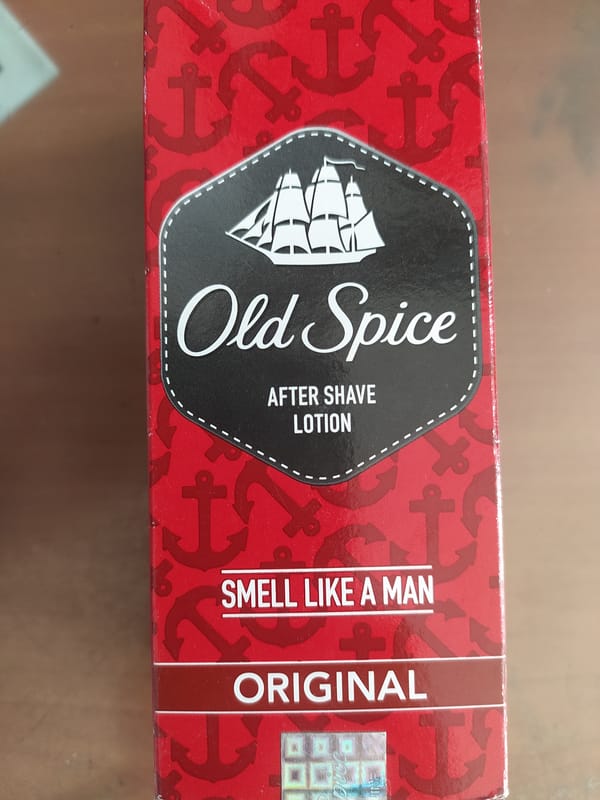 Old Spice
AFTER SHAVE
LOTION
SMELL LIKE A MAN
ORIGINAL